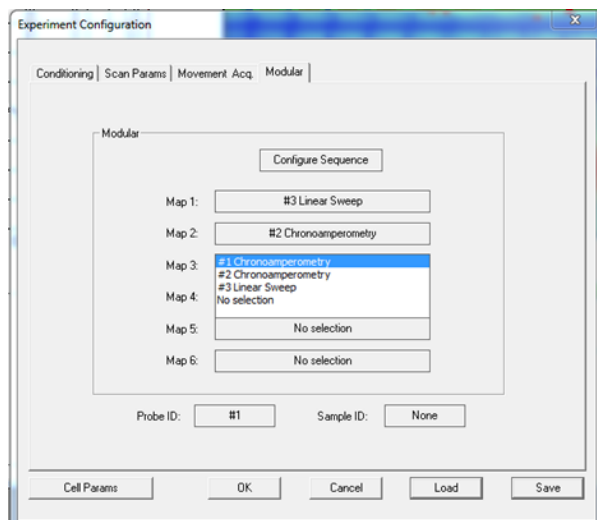 Experiment Configuration
x
Conditioning Scan Params Movement Acq. Modular
Modular
Configure Sequence
Map 1: #3 Linear Sweep
Map 2: #2 Chronoamperometry
Map 3: #1 Chronoamperometry
#2 Chronoamperometry
#3 Linear Sweep
Map 4: No selection
Map 5: No selection
Map 6: No selection
Probe ID: #1 Sample ID: None
Cell Params OK Cancel Load Save